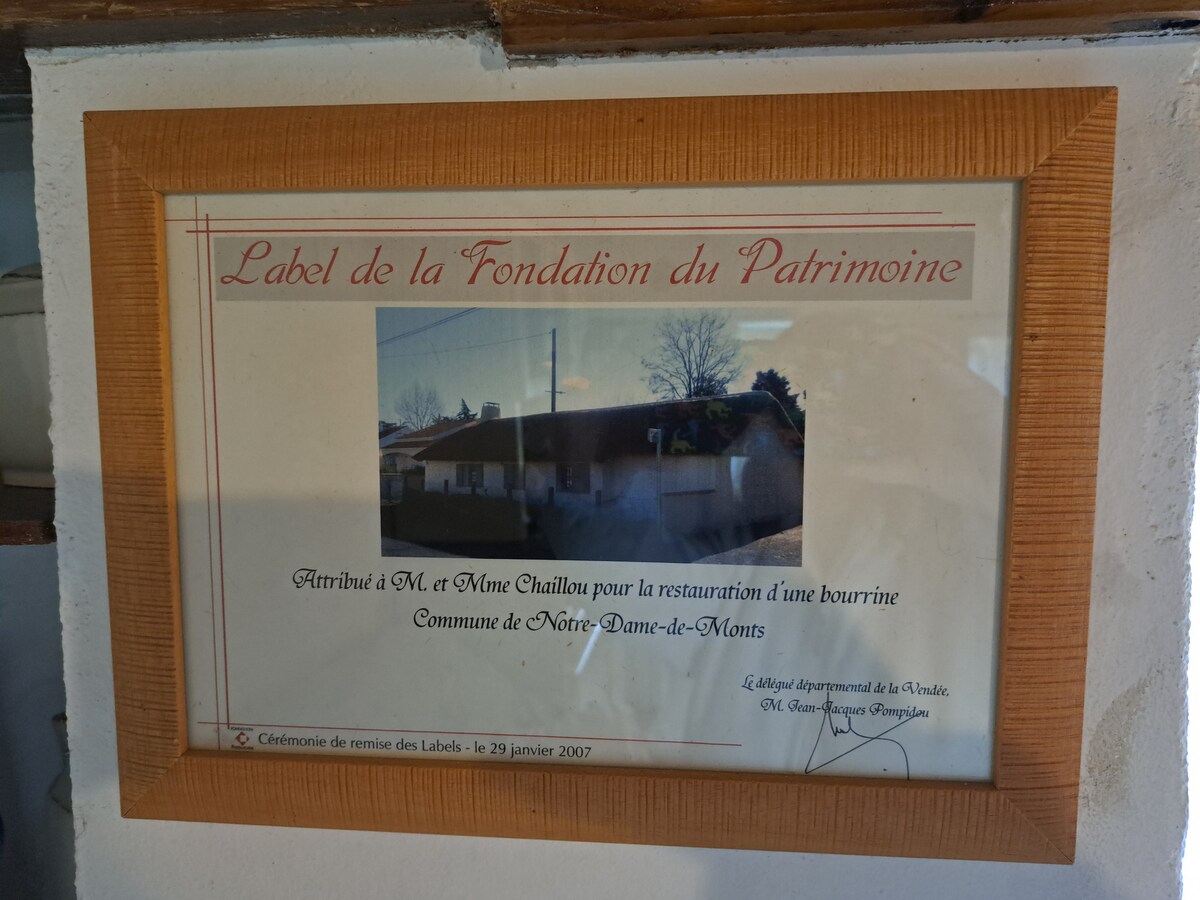 Label de la Fondation du Patrimoine
Attribué à M. et Mme Chaillou pour la restauration d'une bourrine
Commune de Notre-Dame-de-Monts
Le délégué départemental de la Vendée,
M. Jean-Jacques Pompidou
Cérémonie de remise des Labels - le 29 janvier 2007